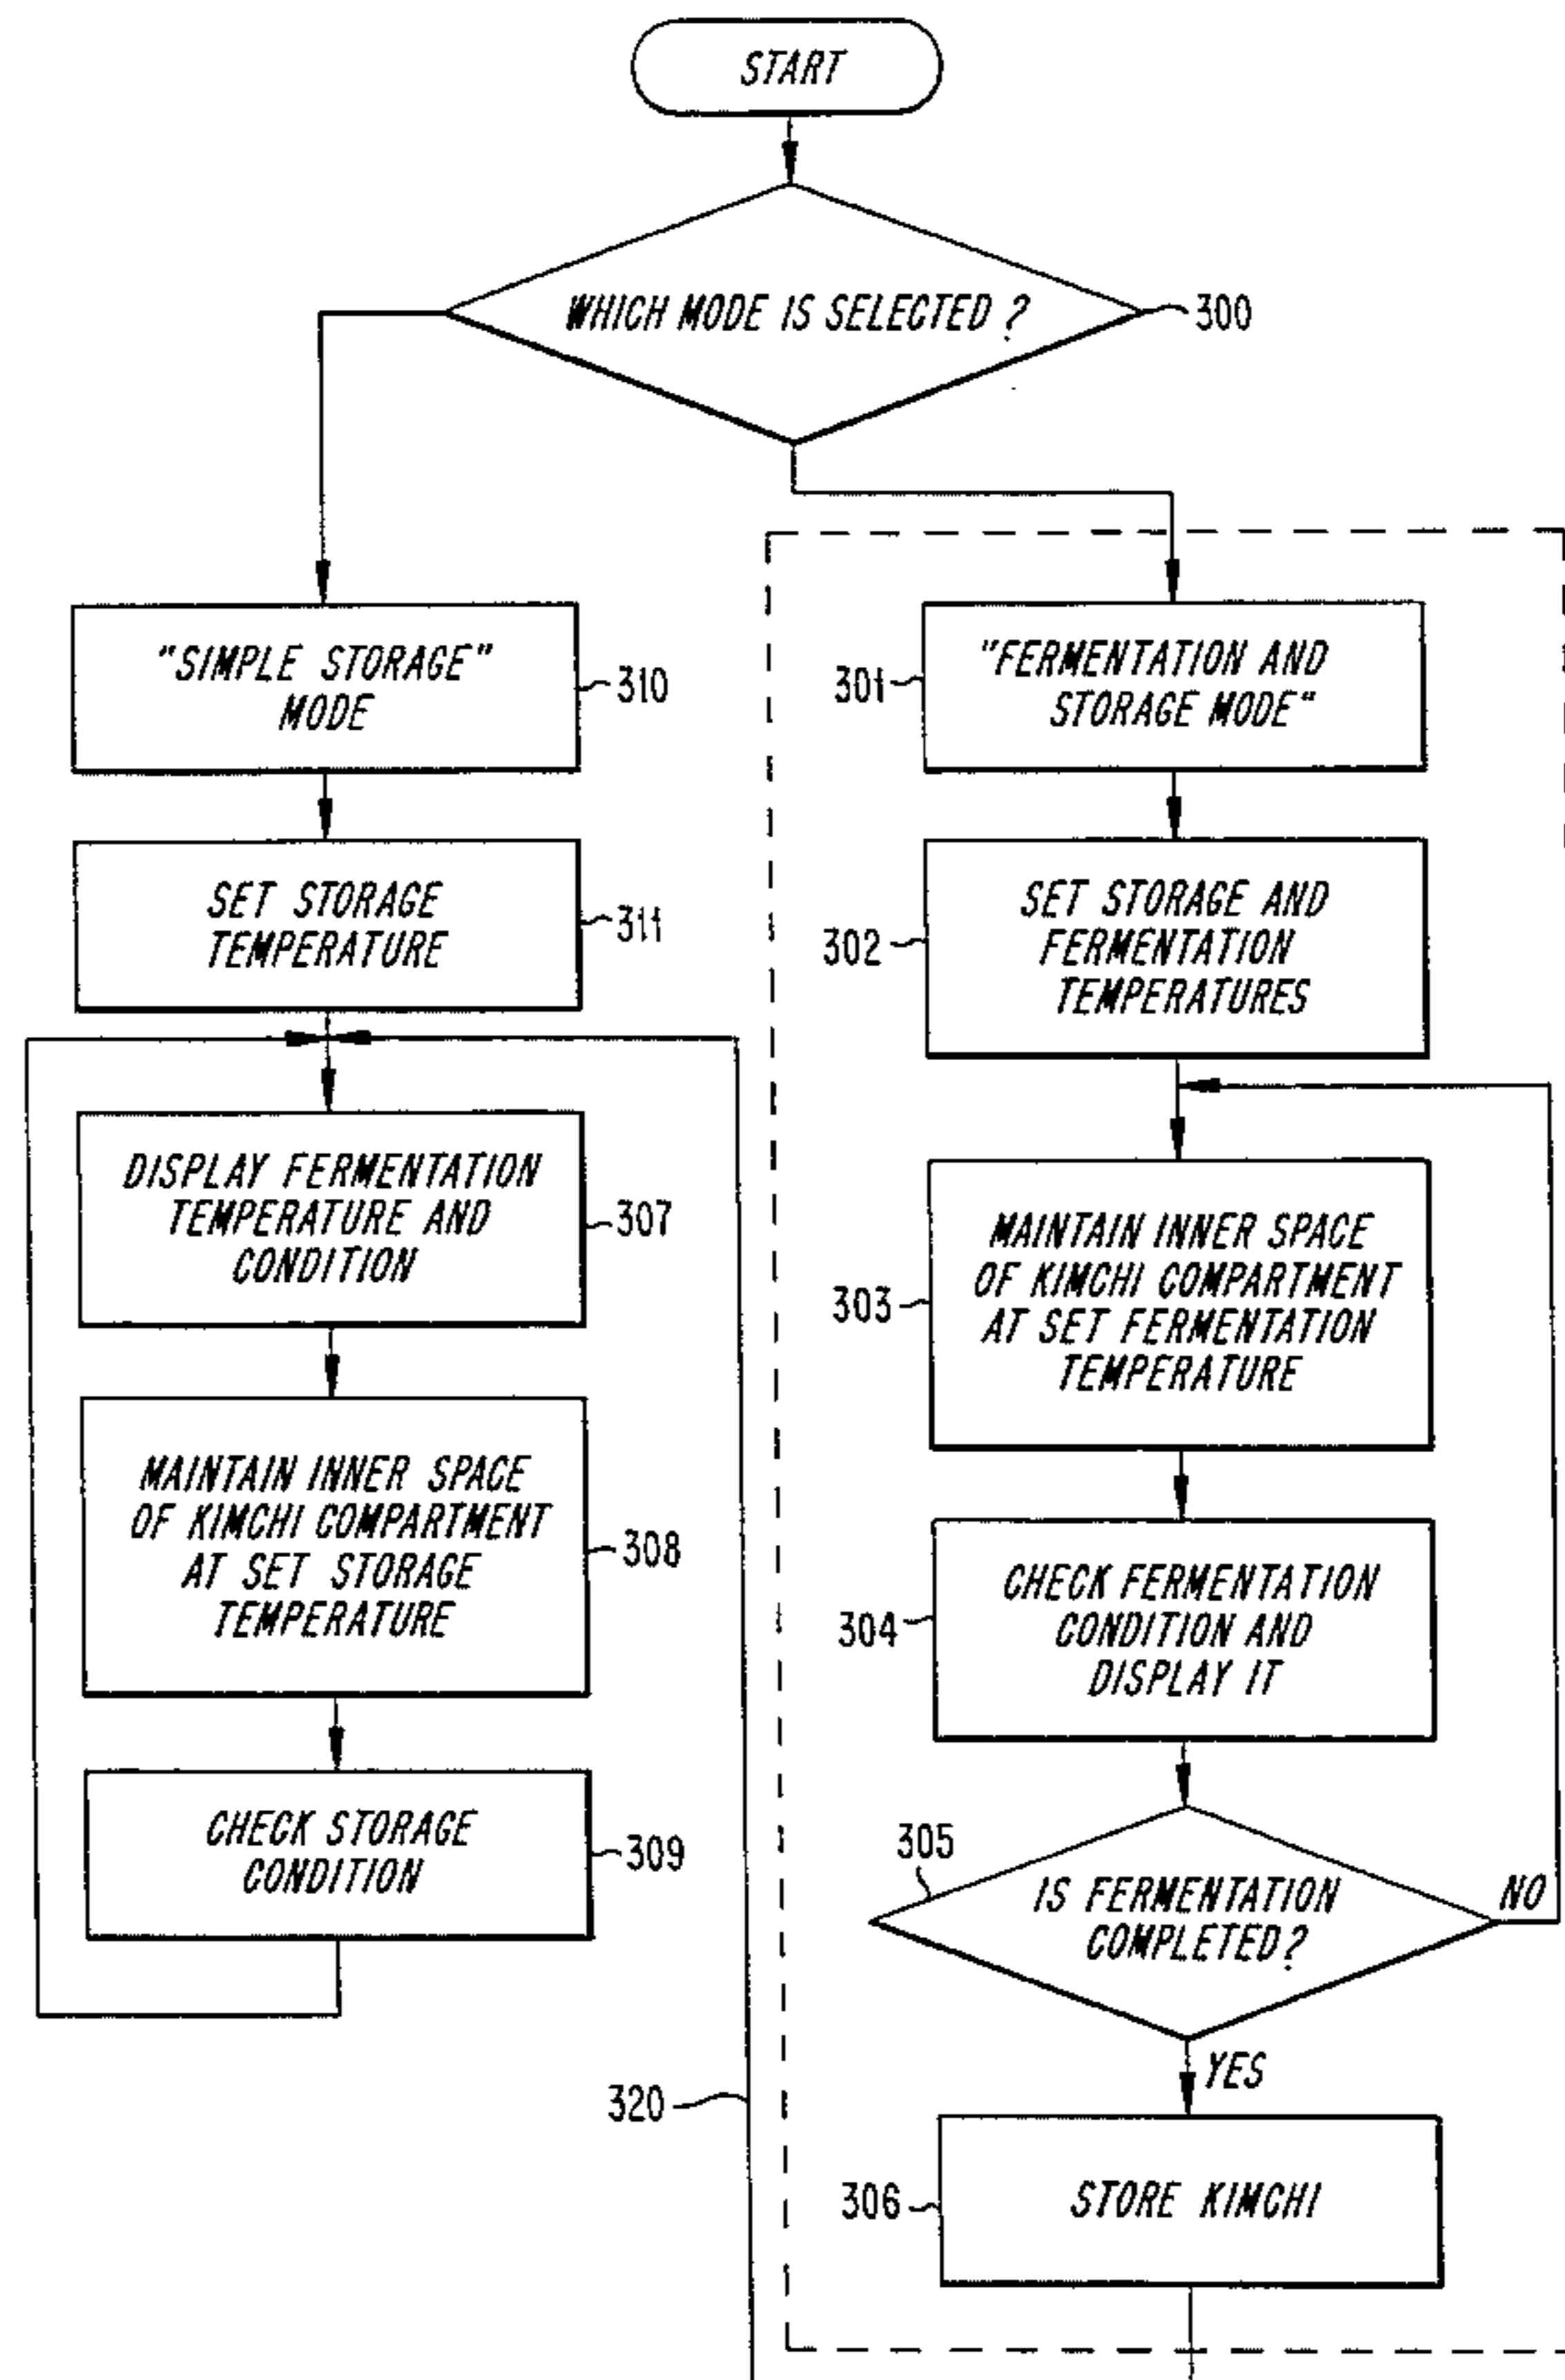 START
WHICH MODE IS SELECTED ?
300
"SIMPLE STORAGE"
MODE
310
SET STORAGE
TEMPERATURE
311
DISPLAY FERMENTATION
TEMPERATURE AND
CONDITION
307
MAINTAIN INNER SPACE
OF KIMCHI COMPARTMENT
AT SET STORAGE
TEMPERATURE
308
CHECK STORAGE
CONDITION
309
320
301
"FERMENTATION AND
STORAGE MODE"
302
SET STORAGE AND
FERMENTATION
TEMPERATURES
303
MAINTAIN INNER SPACE
OF KIMCHI COMPARTMENT
AT SET FERMENTATION
TEMPERATURE
304
CHECK FERMENTATION
CONDITION AND
DISPLAY IT
305
IS FERMENTATION
COMPLETED?
NO
YES
306
STORE KIMCHI